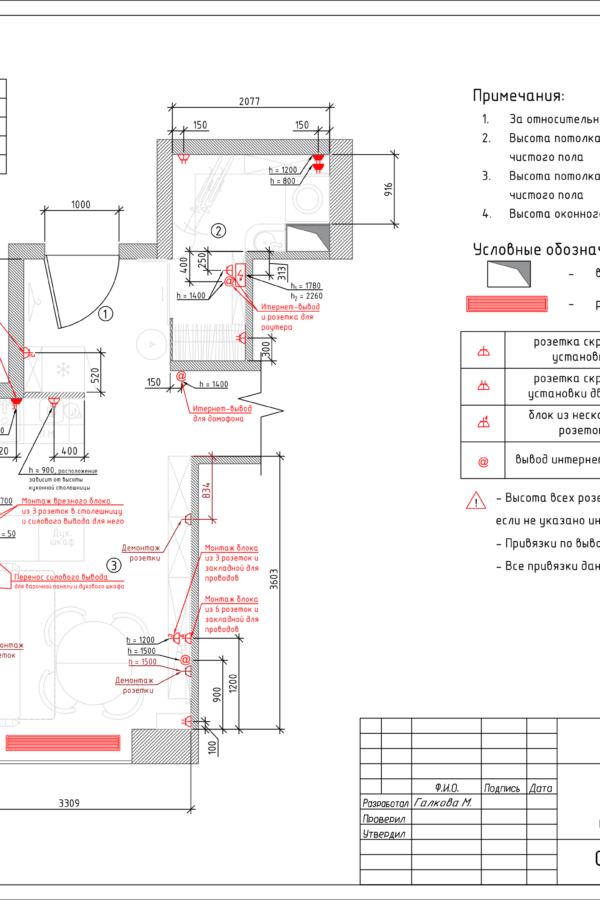 2077
150
150
h = 1200
h = 800
916
1000
2
400
250
313
h = 1400
h₁ = 1780
h₂ = 2260
Итернет-вывод
и розетка для
роутера
1
300
520
150
h = 1400
Итернет-вывод
для домофона
20
400
h = 900, расположение
зависит от высоты
кухонной столешницы
834
700
= 50
Монтаж врезного блока
из 3 розеток в столешницу
и силового вывода для него
Дух.
шкаф
Демонтаж
розетки
3
Монтаж блока
из 3 розеток и
закладной для
проводов
Перенос силового вывода
для варочной панели и духового шкафа
Монтаж блока
из 6 розеток и
закладной для
проводов
3603
h = 1200
h = 1500
h = 1500
Демонтаж
розетки
900
1200
100
3309
Примечания:
1. За относительн
2. Высота потолка
чистого пола
3. Высота потолка
чистого пола
4. Высота оконного
Условные обознач
- в
- р
розетка скр
установк
розетка скр
установки дв
блок из неско
розето
@ вывод интерне
! - Высота всех розе
если не указано ин
- Привязки по выво
- Все привязки дан
Ф.И.О. Подпись Дата
Разработал Галкова М.
Проверил
Утвердил